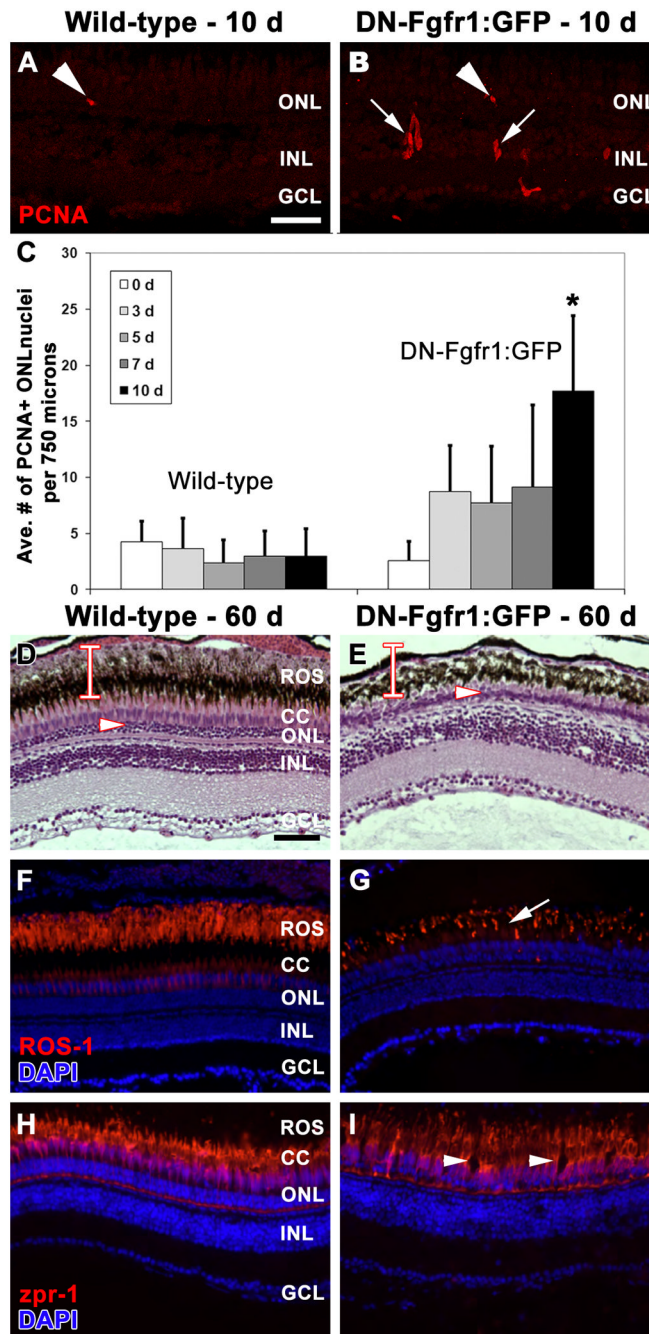 Wild-type - 10 d
DN-Fgfr1:GFP - 10 d
A
ONL
INL
GCL
PCNA
B
ONL
INL
GCL
C
30
25
20
15
10
5
0
Ave. # of PCNA+ ONLnuclei
per 750 microns
0 d
3 d
5 d
7 d
10 d
Wild-type
DN-Fgfr1:GFP
*
Wild-type - 60 d
DN-Fgfr1:GFP - 60 d
D
ROS
CC
ONL
INL
GCL
E
F
ROS
CC
ONL
INL
GCL
ROS-1
DAPI
G
H
ROS
CC
ONL
INL
GCL
zpr-1
DAPI
I